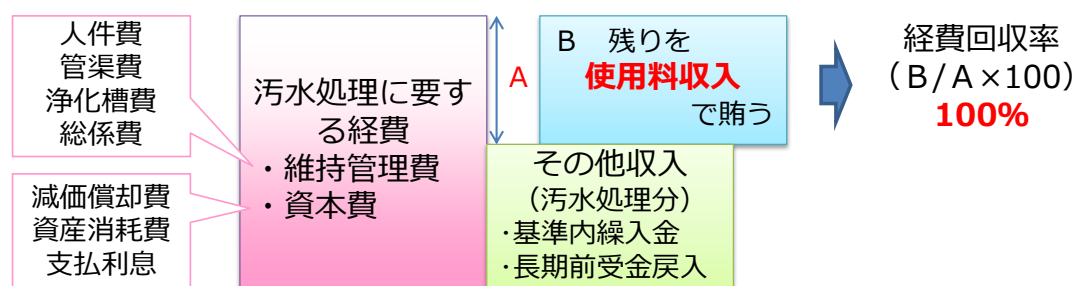 人件費
管渠費
浄化槽費
総係費
減価償却費
資産消耗費
支払利息
汚水処理に要す
る経費
・維持管理費
・資本費
A
B 残りを
使用料収入
で賄う
その他収入
（汚水処理分）
・基準内繰入金
・長期前受金戻入
経費回収率
（B/A×100）
100%